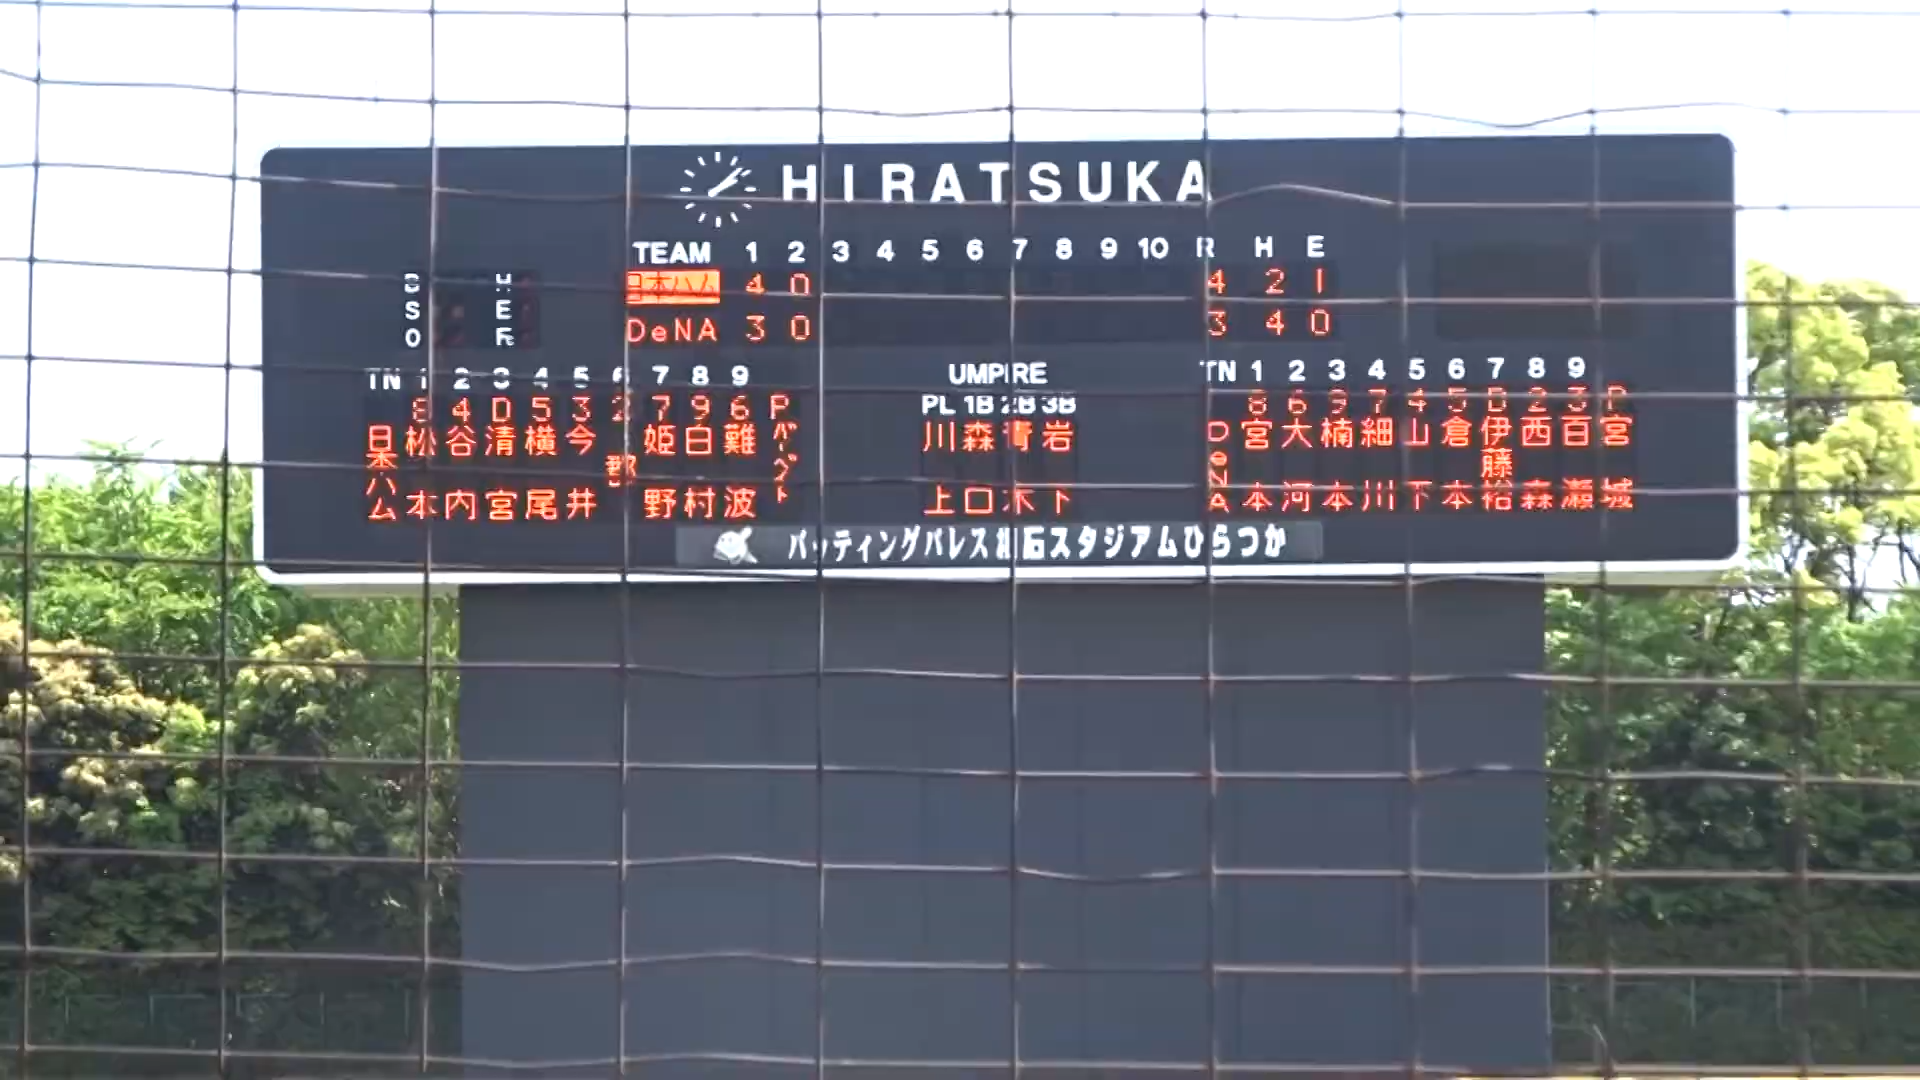 HIRATSUKA
TEAM 1 2 3 4 5 6 7 8 9 10 R H E
日本ハム 4 0 4 2 1
DeNA 3 0 3 4 0
B H
S E
O
TN 1 2 3 4 5 6 7 8 9
8 4 D 5 3 2 7 9 6 P
日本ハム 松本 谷内 清宮 横尾 今井 郡 姫野 白村 難波 バーベイト
UMPIRE
PL 1B 2B 3B
川上 森口 青木 岩下
TN 1 2 3 4 5 6 7 8 9
8 6 9 7 4 5 D 2 3 P
DeNA 宮本 大河 楠本 細川 山下 倉本 伊藤裕 西森 百瀬 宮城
バッティングパレス相石スタジアムひらつか